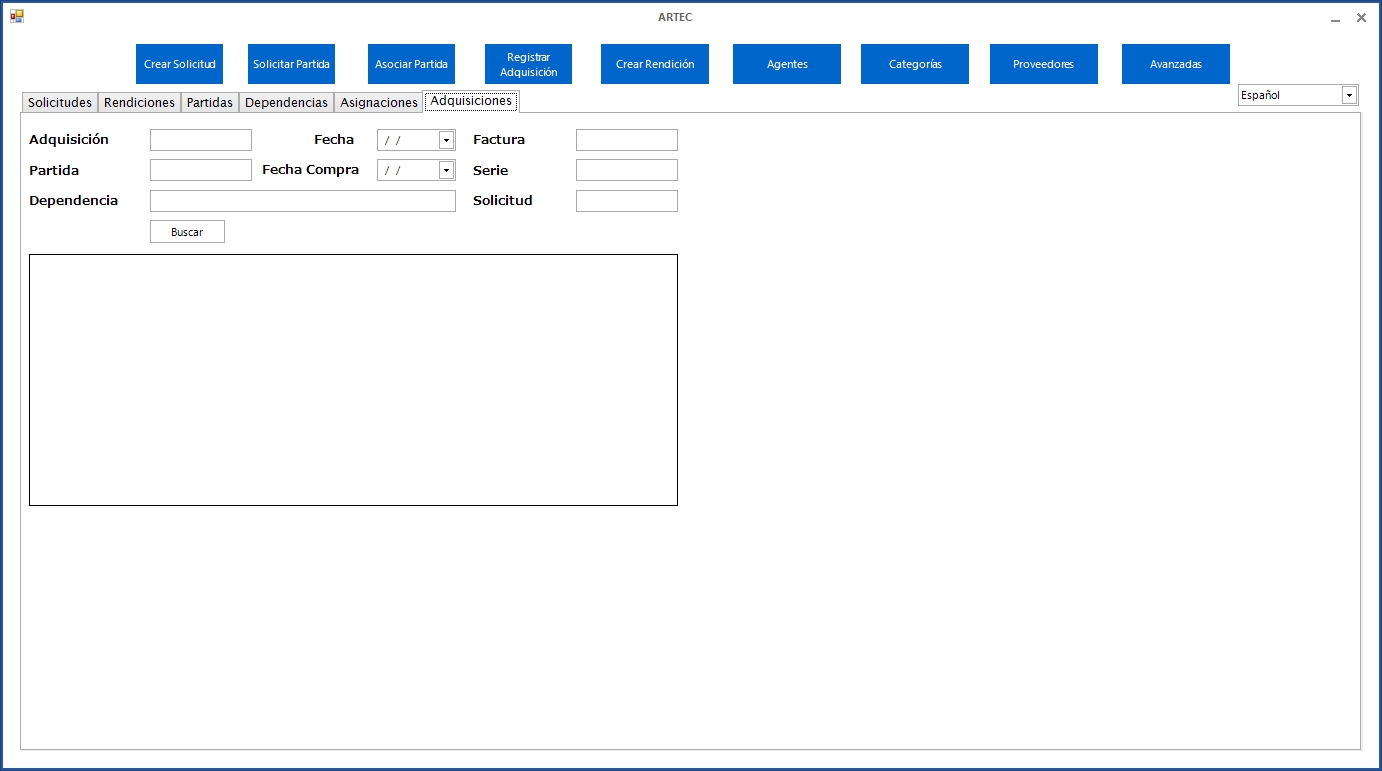 ARTEC
Crear Solicitud
Solicitar Partida
Asociar Partida
Registrar
Adquisición
Crear Rendición
Agentes
Categorías
Proveedores
Avanzadas
Español
Solicitudes
Rendiciones
Partidas
Dependencias
Asignaciones
Adquisiciones
Adquisición
Fecha
/ /
Factura
Partida
Fecha Compra
/ /
Serie
Dependencia
Solicitud
Buscar